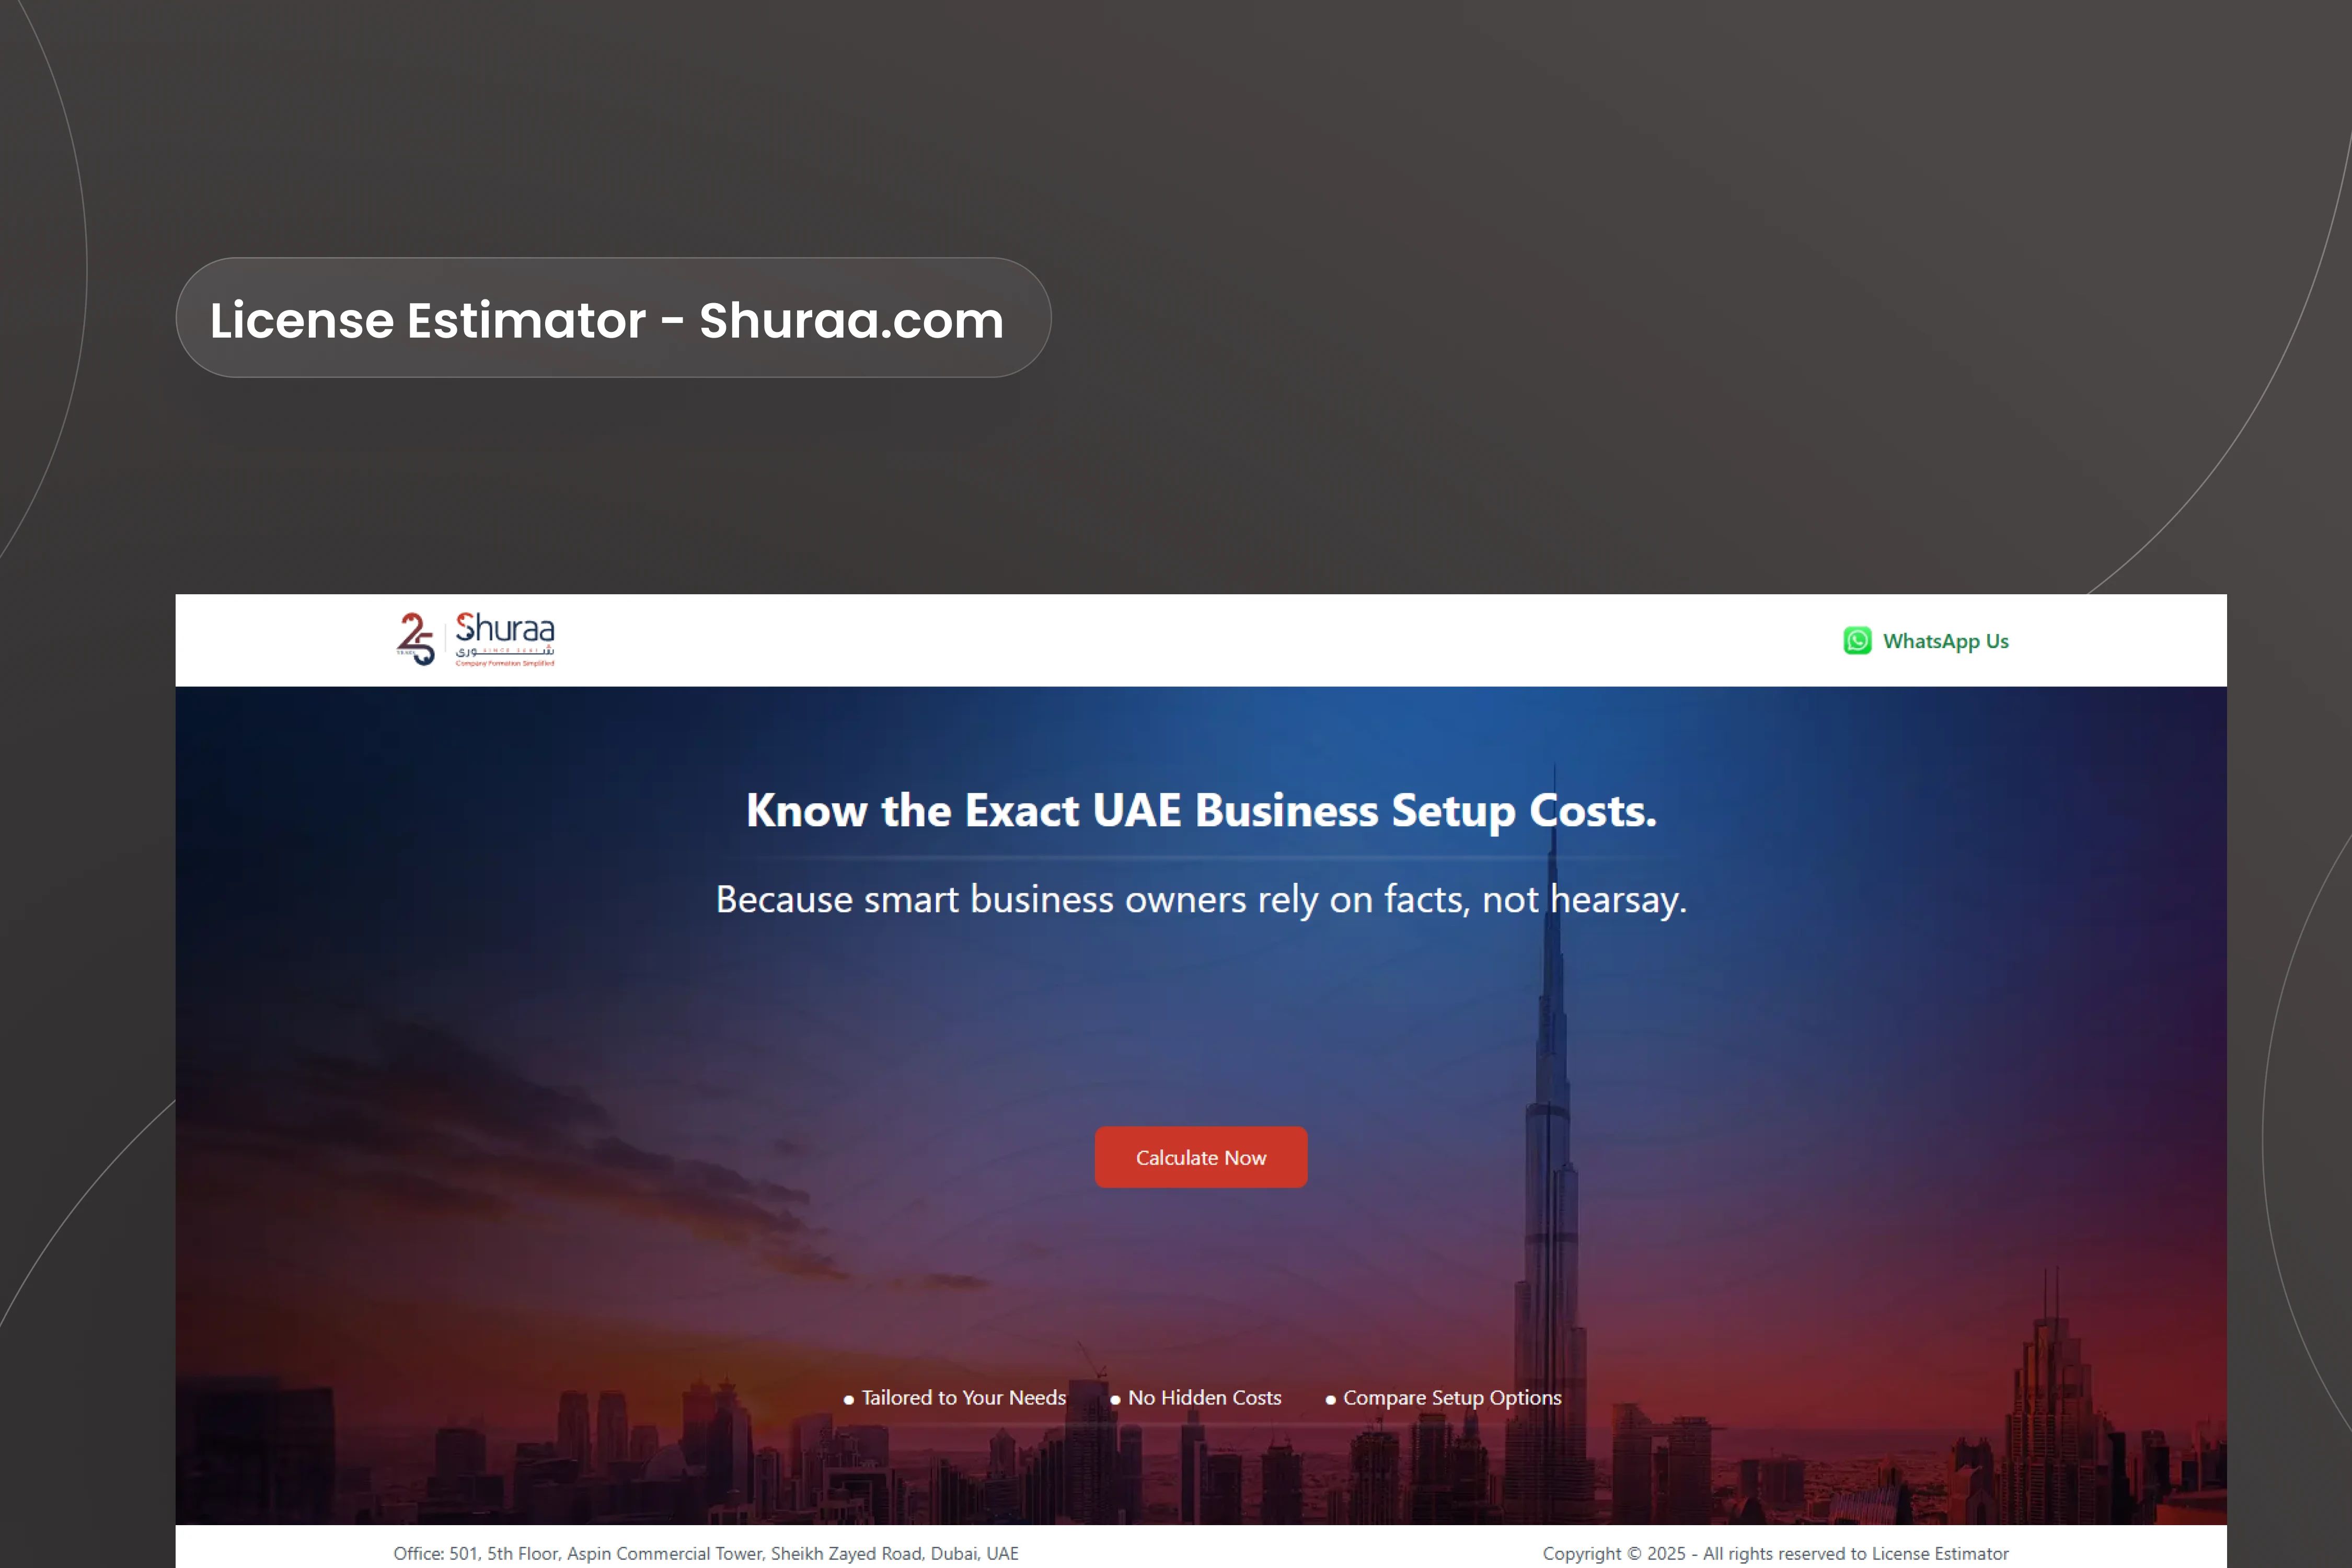 License Estimator - Shuraa.com
25
YEARS
Shuraa
شورى
SINCE 2001
Company Formation Simplified
WhatsApp Us
Know the Exact UAE Business Setup Costs.
Because smart business owners rely on facts, not hearsay.
Calculate Now
• Tailored to Your Needs • No Hidden Costs • Compare Setup Options
Office: 501, 5th Floor, Aspin Commercial Tower, Sheikh Zayed Road, Dubai, UAE
Copyright © 2025 - All rights reserved to License Estimator